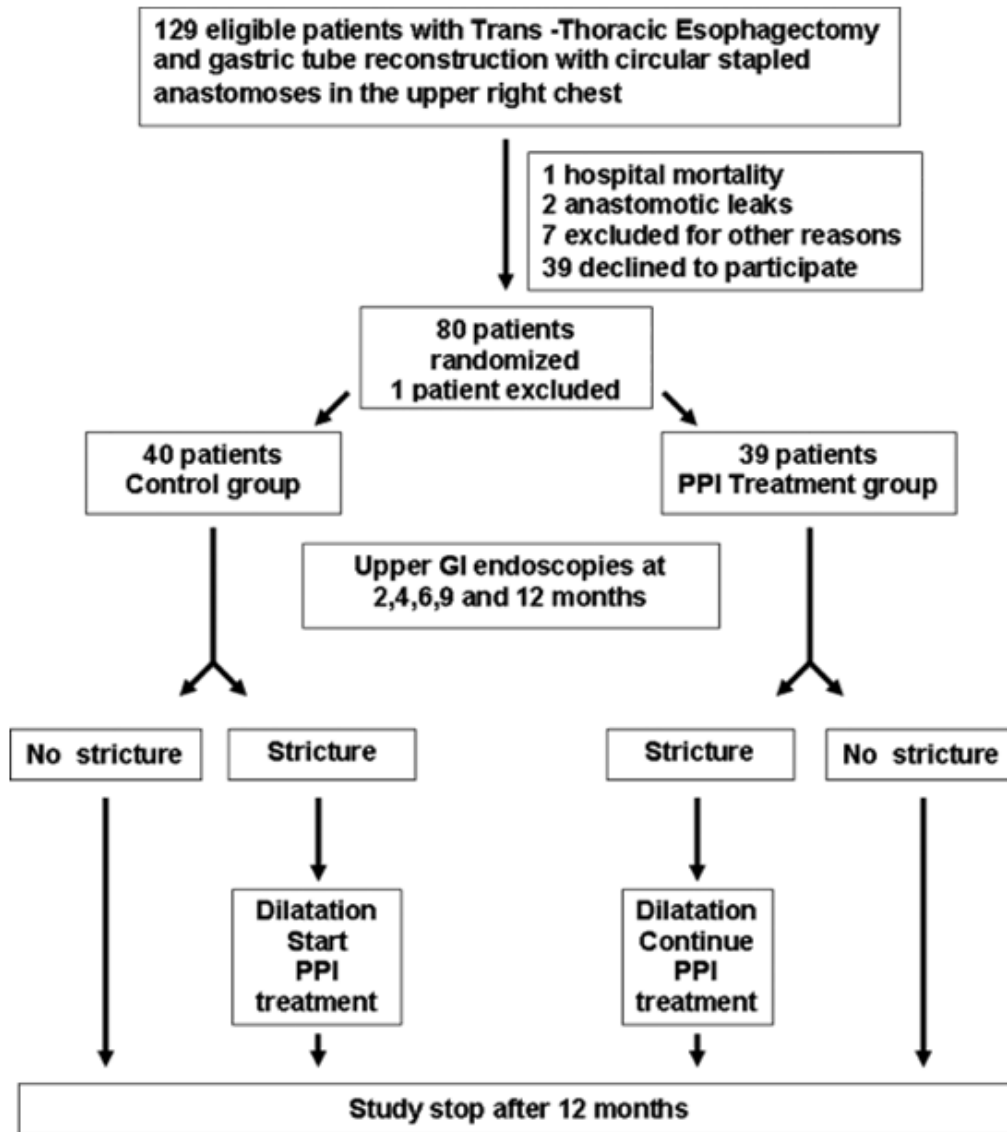 129 eligible patients with Trans -Thoracic Esophagectomy
and gastric tube reconstruction with circular stapled
anastomoses in the upper right chest
1 hospital mortality
2 anastomotic leaks
7 excluded for other reasons
39 declined to participate
80 patients
randomized
1 patient excluded
40 patients
Control group
39 patients
PPI Treatment group
Upper GI endoscopies at
2,4,6,9 and 12 months
No stricture
Stricture
Stricture
No stricture
Dilatation
Start
PPI
treatment
Dilatation
Continue
PPI
treatment
Study stop after 12 months